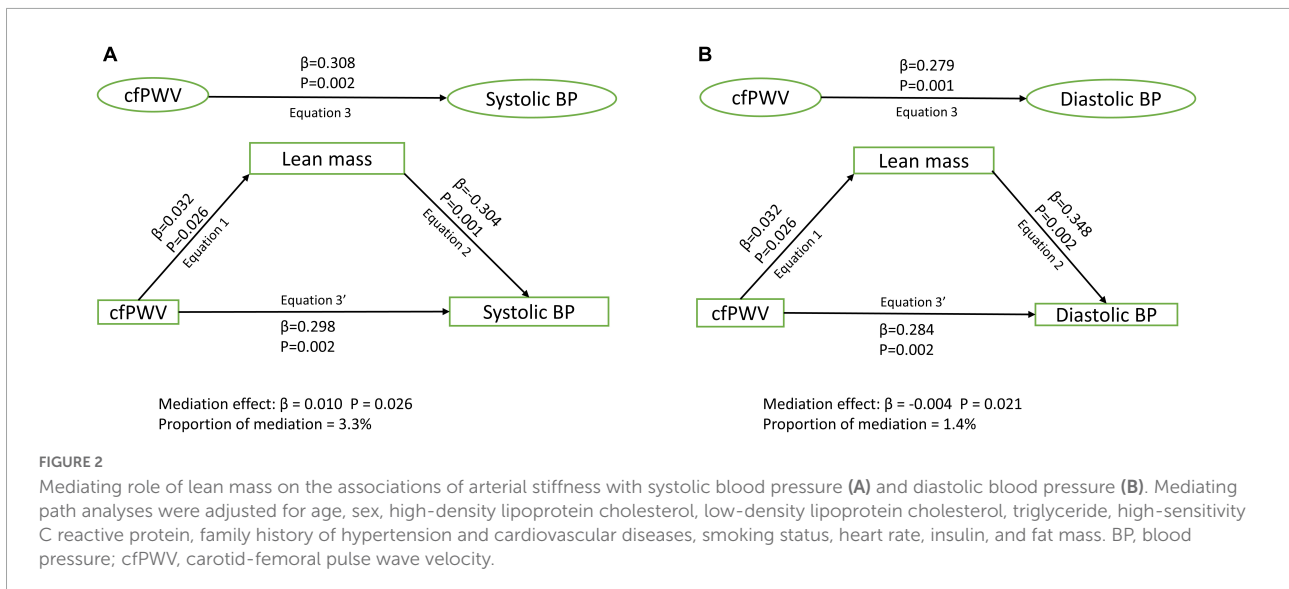 A
β=0.308
P=0.002
cfPWV
Systolic BP
Equation 3
Lean mass
β=0.032
P=0.026
Equation 1
β=-0.304
P=0.001
Equation 2
cfPWV
Equation 3′
Systolic BP
β=0.298
P=0.002
Mediation effect: β = 0.010 P = 0.026
Proportion of mediation = 3.3%
B
β=0.279
P=0.001
cfPWV
Diastolic BP
Equation 3
Lean mass
β=0.032
P=0.026
Equation 1
β=0.348
P=0.002
Equation 2
cfPWV
Equation 3′
Diastolic BP
β=0.284
P=0.002
Mediation effect: β = -0.004 P = 0.021
Proportion of mediation = 1.4%
FIGURE 2
Mediating role of lean mass on the associations of arterial stiffness with systolic blood pressure (A) and diastolic blood pressure (B). Mediating
path analyses were adjusted for age, sex, high-density lipoprotein cholesterol, low-density lipoprotein cholesterol, triglyceride, high-sensitivity
C reactive protein, family history of hypertension and cardiovascular diseases, smoking status, heart rate, insulin, and fat mass. BP, blood
pressure; cfPWV, carotid-femoral pulse wave velocity.